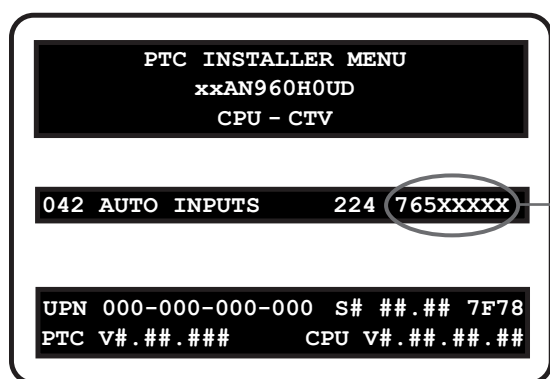 PTC INSTALLER MENU
xxAN960H0UD
CPU – CTV
042 AUTO INPUTS 224 765XXXXX
UPN 000-000-000-000 S# ##.## 7F78
PTC V#.##.### CPU V#.##.##.##